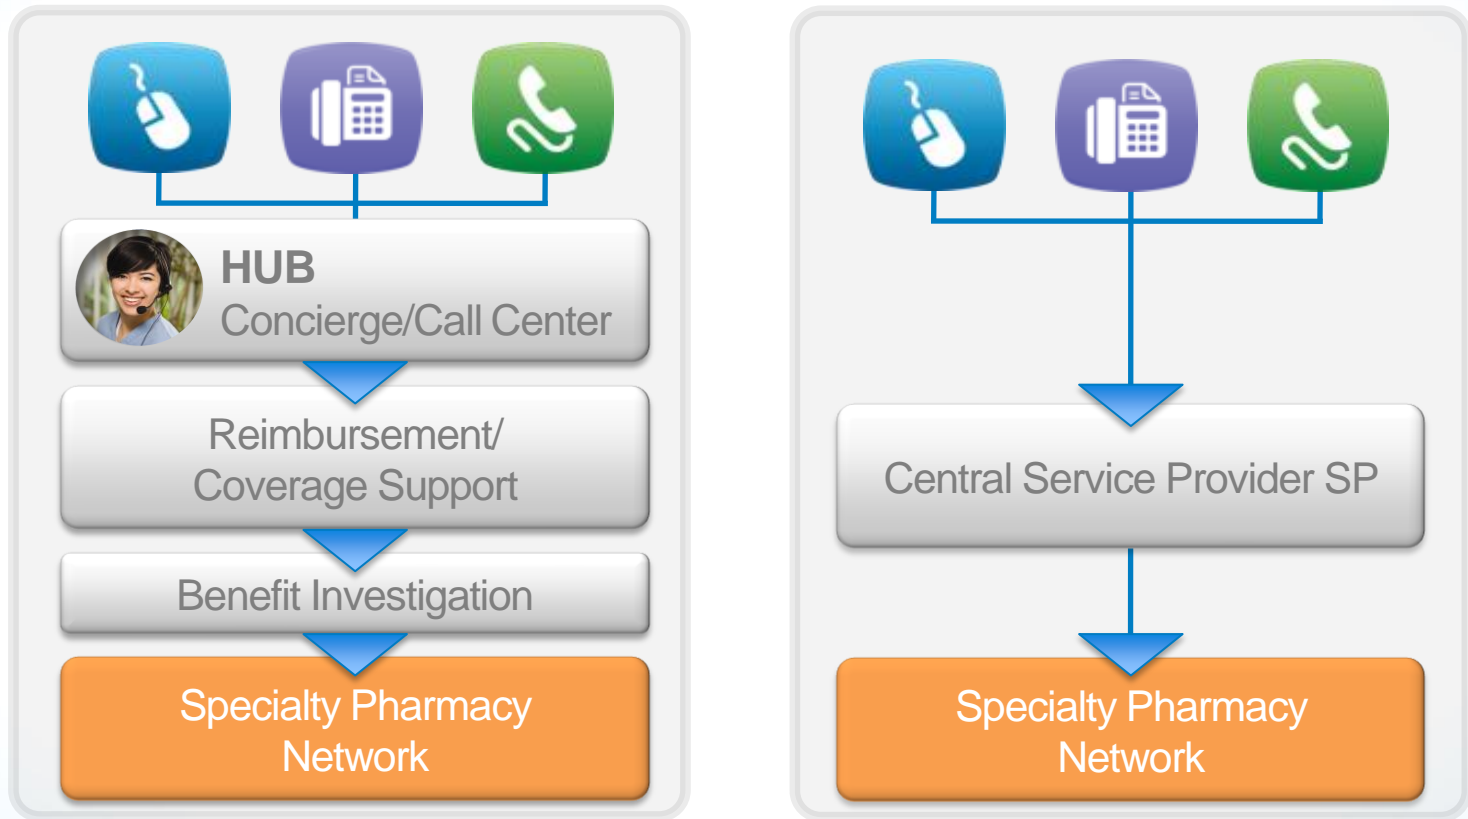 HUB
Concierge/Call Center
Reimbursement/
Coverage Support
Benefit Investigation
Specialty Pharmacy
Network
Central Service Provider SP
Specialty Pharmacy
Network